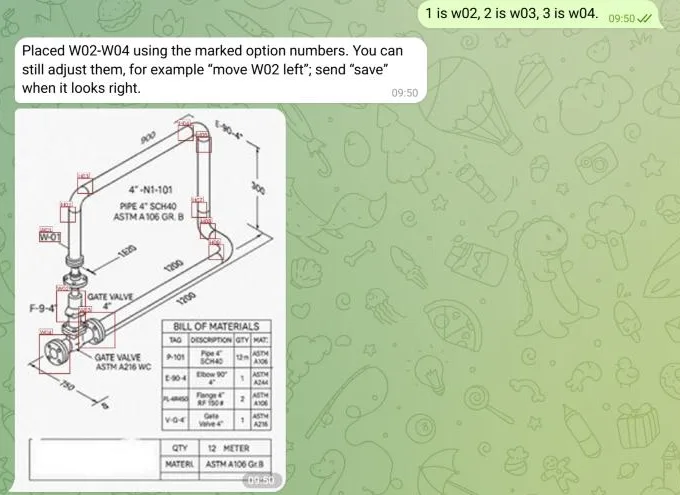 1 is w02, 2 is w03, 3 is w04. 09:50
Placed W02-W04 using the marked option numbers. You can
still adjust them, for example “move W02 left”; send “save”
when it looks right.
09:50
900
E-90-4"
300
4"-N1-101
PIPE 4" SCH40
ASTM A106 GR. B
W-01
1620
1200
1200
F-9-4"
GATE VALVE
4"
GATE VALVE
ASTM A216 WC
750
BILL OF MATERIALS
TAG DESCRIPTION QTY MAT.
P-101 Pipe 4" SCH40 12m ASTM A106
E-90-4 Elbow 90° 4" 1 ASTM
Flange 4" RF 150# 2 ASTM A106
V-G-4' Gate Valve 4" 1 ASTM A216
QTY 12 METER
MATERI. ASTM A106 Gr.B
09:50